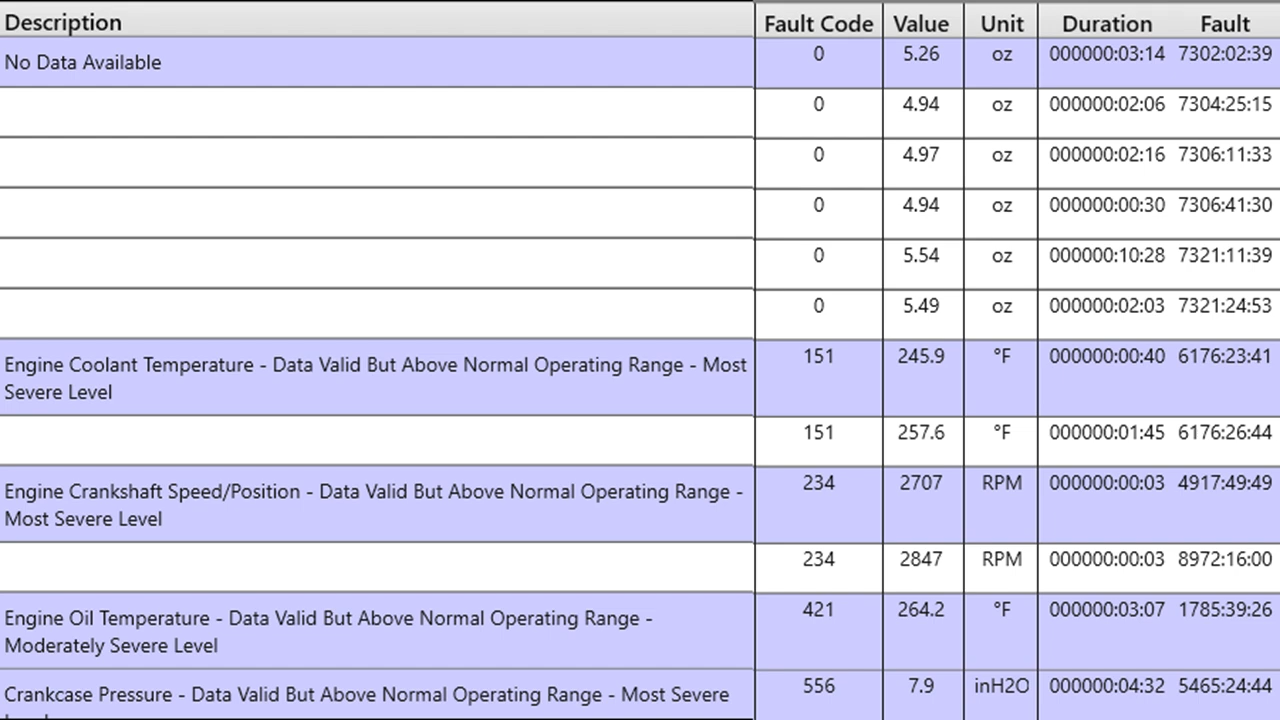 Description Fault Code Value Unit Duration Fault
No Data Available 0 5.26 oz 000000:03:14 7302:02:39
0 4.94 oz 000000:02:06 7304:25:15
0 4.97 oz 000000:02:16 7306:11:33
0 4.94 oz 000000:00:30 7306:41:30
0 5.54 oz 000000:10:28 7321:11:39
0 5.49 oz 000000:02:03 7321:24:53
Engine Coolant Temperature - Data Valid But Above Normal Operating Range - Most 151 245.9 °F 000000:00:40 6176:23:41
Severe Level
151 257.6 °F 000000:01:45 6176:26:44
Engine Crankshaft Speed/Position - Data Valid But Above Normal Operating Range - 234 2707 RPM 000000:00:03 4917:49:49
Most Severe Level
234 2847 RPM 000000:00:03 8972:16:00
Engine Oil Temperature - Data Valid But Above Normal Operating Range - 421 264.2 °F 000000:03:07 1785:39:26
Moderately Severe Level
Crankcase Pressure - Data Valid But Above Normal Operating Range - Most Severe 556 7.9 inH2O 000000:04:32 5465:24:44